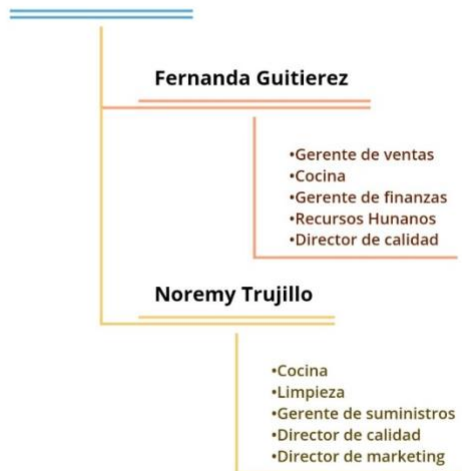 Fernanda Guitierez
•Gerente de ventas
•Cocina
•Gerente de finanzas
•Recursos Hunanos
•Director de calidad
Noremy Trujillo
•Cocina
•Limpieza
•Gerente de suministros
•Director de calidad
•Director de marketing